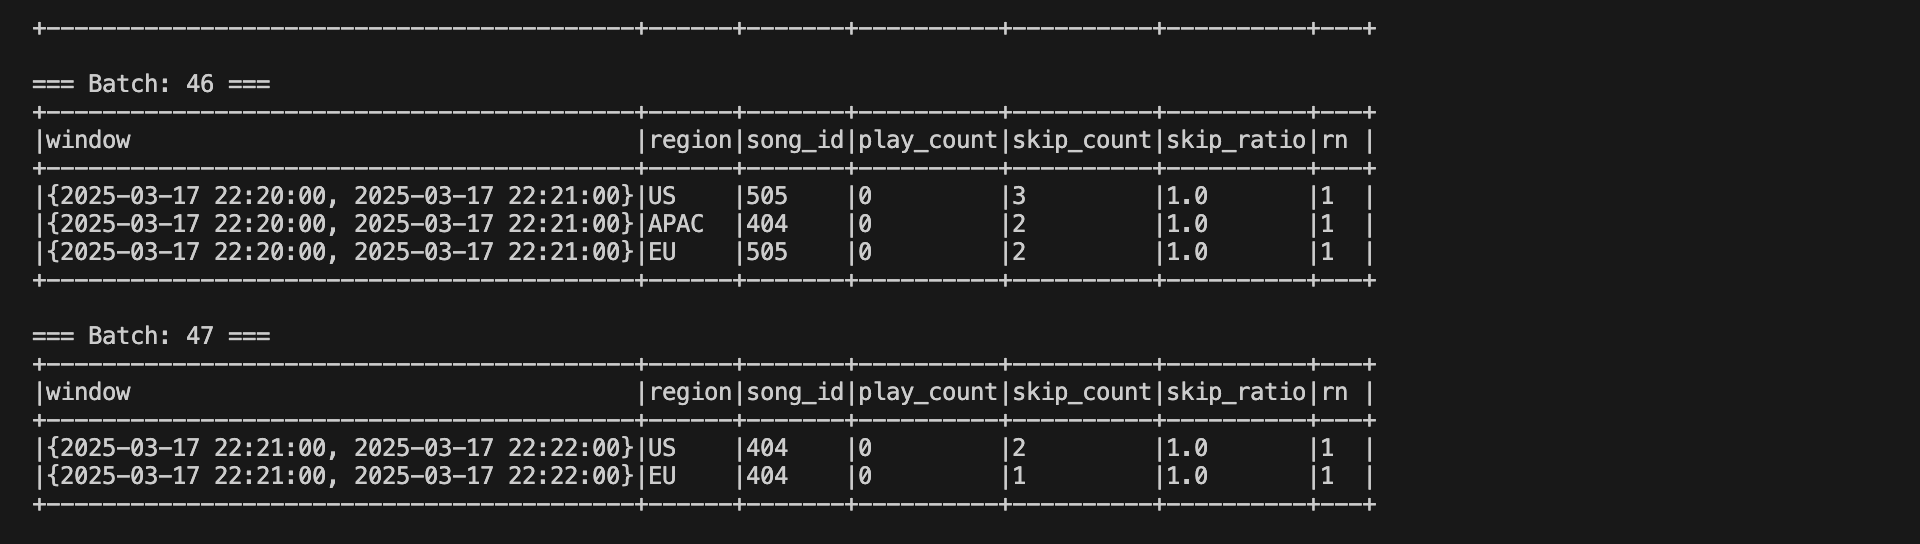 +------------------------------------------+------+-------+----------+----------+----------+---+
=== Batch: 46 ===
+------------------------------------------+------+-------+----------+----------+----------+---+
|window                                    |region|song_id|play_count|skip_count|skip_ratio|rn |
+------------------------------------------+------+-------+----------+----------+----------+---+
|{2025-03-17 22:20:00, 2025-03-17 22:21:00}|US    |505    |0         |3         |1.0       |1  |
|{2025-03-17 22:20:00, 2025-03-17 22:21:00}|APAC  |404    |0         |2         |1.0       |1  |
|{2025-03-17 22:20:00, 2025-03-17 22:21:00}|EU    |505    |0         |2         |1.0       |1  |
+------------------------------------------+------+-------+----------+----------+----------+---+
=== Batch: 47 ===
+------------------------------------------+------+-------+----------+----------+----------+---+
|window                                    |region|song_id|play_count|skip_count|skip_ratio|rn |
+------------------------------------------+------+-------+----------+----------+----------+---+
|{2025-03-17 22:21:00, 2025-03-17 22:22:00}|US    |404    |0         |2         |1.0       |1  |
|{2025-03-17 22:21:00, 2025-03-17 22:22:00}|EU    |404    |0         |1         |1.0       |1  |
+------------------------------------------+------+-------+----------+----------+----------+---+